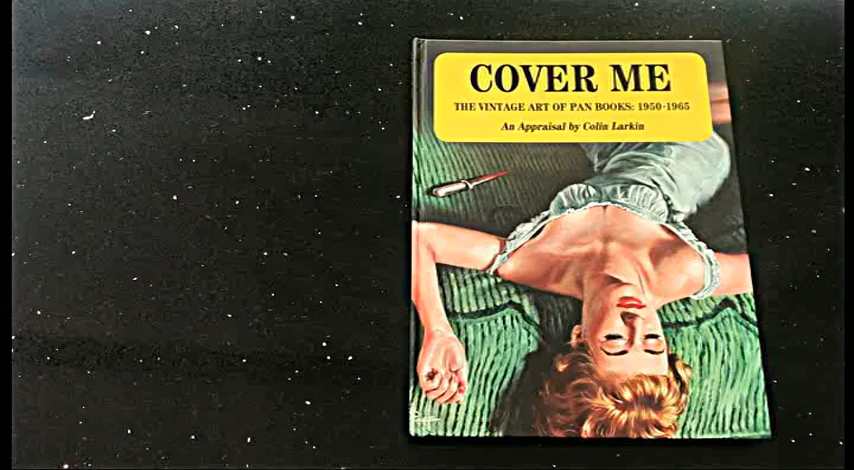 COVER ME
THE VINTAGE ART OF PAN BOOKS: 1950-1965
An Appraisal by Colin Larkin